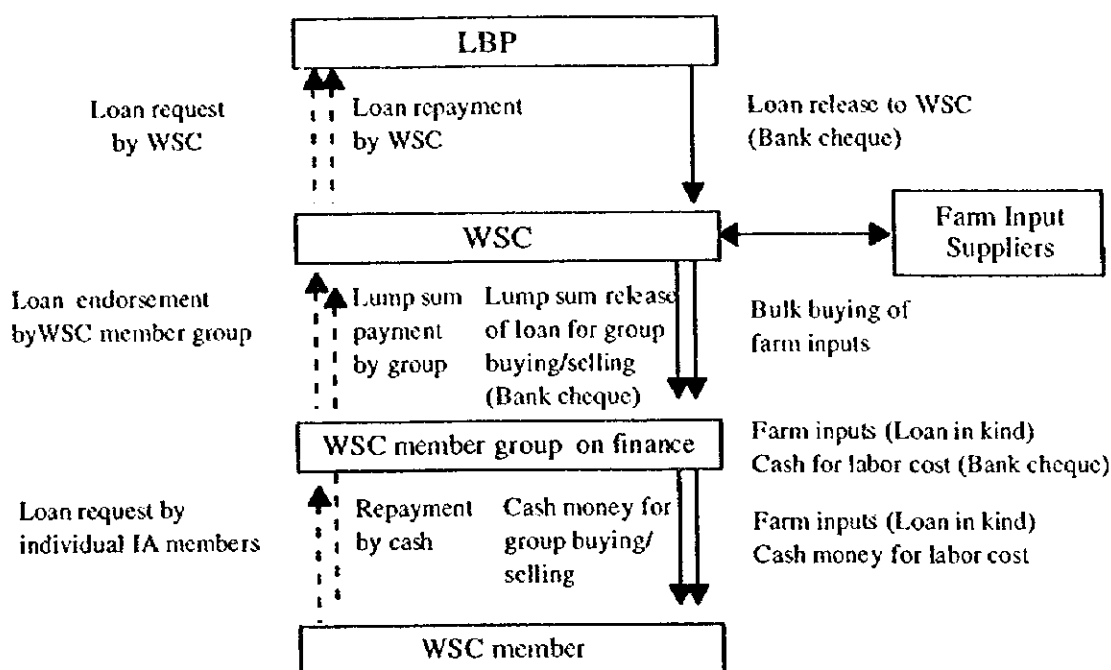 LBP
Loan request
by WSC
Loan repayment
by WSC
Loan release to WSC
(Bank cheque)
WSC
Farm Input
Suppliers
Loan endorsement
byWSC member group
Lump sum
payment
by group
Lump sum release
of loan for group
buying/selling
(Bank cheque)
Bulk buying of
farm inputs
WSC member group on finance
Farm inputs (Loan in kind)
Cash for labor cost (Bank cheque)
Loan request by
individual IA members
Repayment
by cash
Cash money for
group buying/
selling
Farm inputs (Loan in kind)
Cash money for labor cost
WSC member